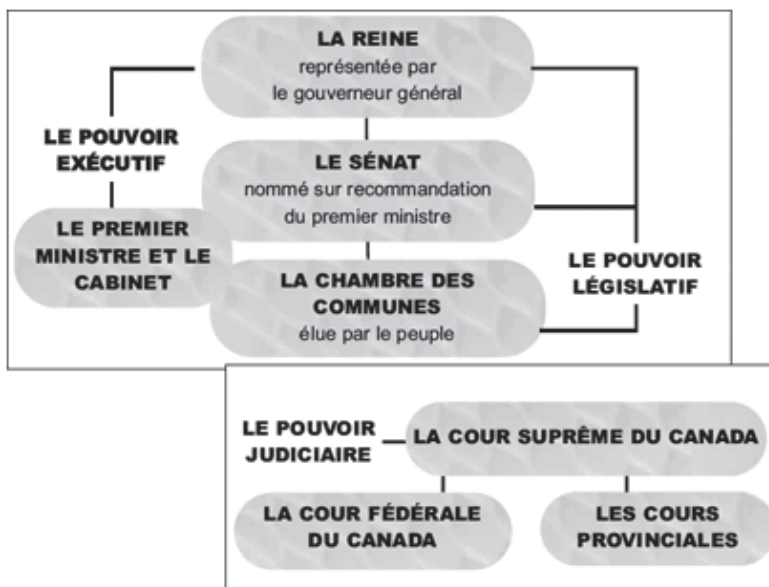 LA REINE
représentée par
le gouverneur général
LE POUVOIR
EXÉCUTIF
LE SÉNAT
nommé sur recommandation
du premier ministre
LE PREMIER
MINISTRE ET LE
CABINET
LA CHAMBRE DES
COMMUNES
élue par le peuple
LE POUVOIR
LÉGISLATIF
LE POUVOIR
JUDICIAIRE
LA COUR SUPRÊME DU CANADA
LA COUR FÉDÉRALE
DU CANADA
LES COURS
PROVINCIALES